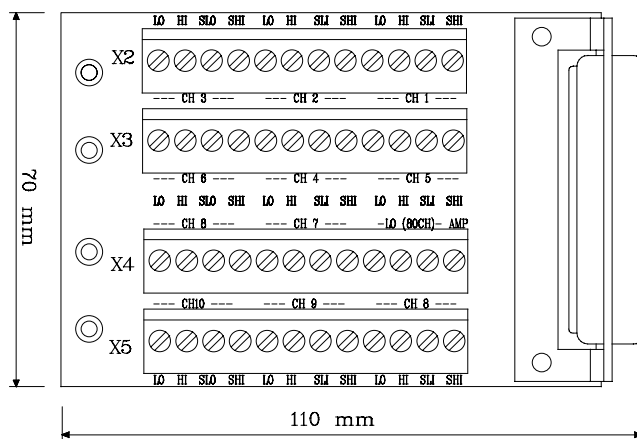 LO HI SLO SHI LO HI SLI SHI LO HI SLI SHI
X2
--- CH 3 --- --- CH 2 --- --- CH 1 ---
X3
--- CH 6 --- --- CH 4 --- --- CH 5 ---
LO HI SLO SHI LO HI SLI SHI LO HI SLI SHI
--- CH 8 --- --- CH 7 --- -LO (80CH)- AMP
X4
--- CH10 --- --- CH 9 --- --- CH 8 ---
X5
LO HI SLO SHI LO HI SLI SHI LO HI SLI SHI
70 mm
110 mm